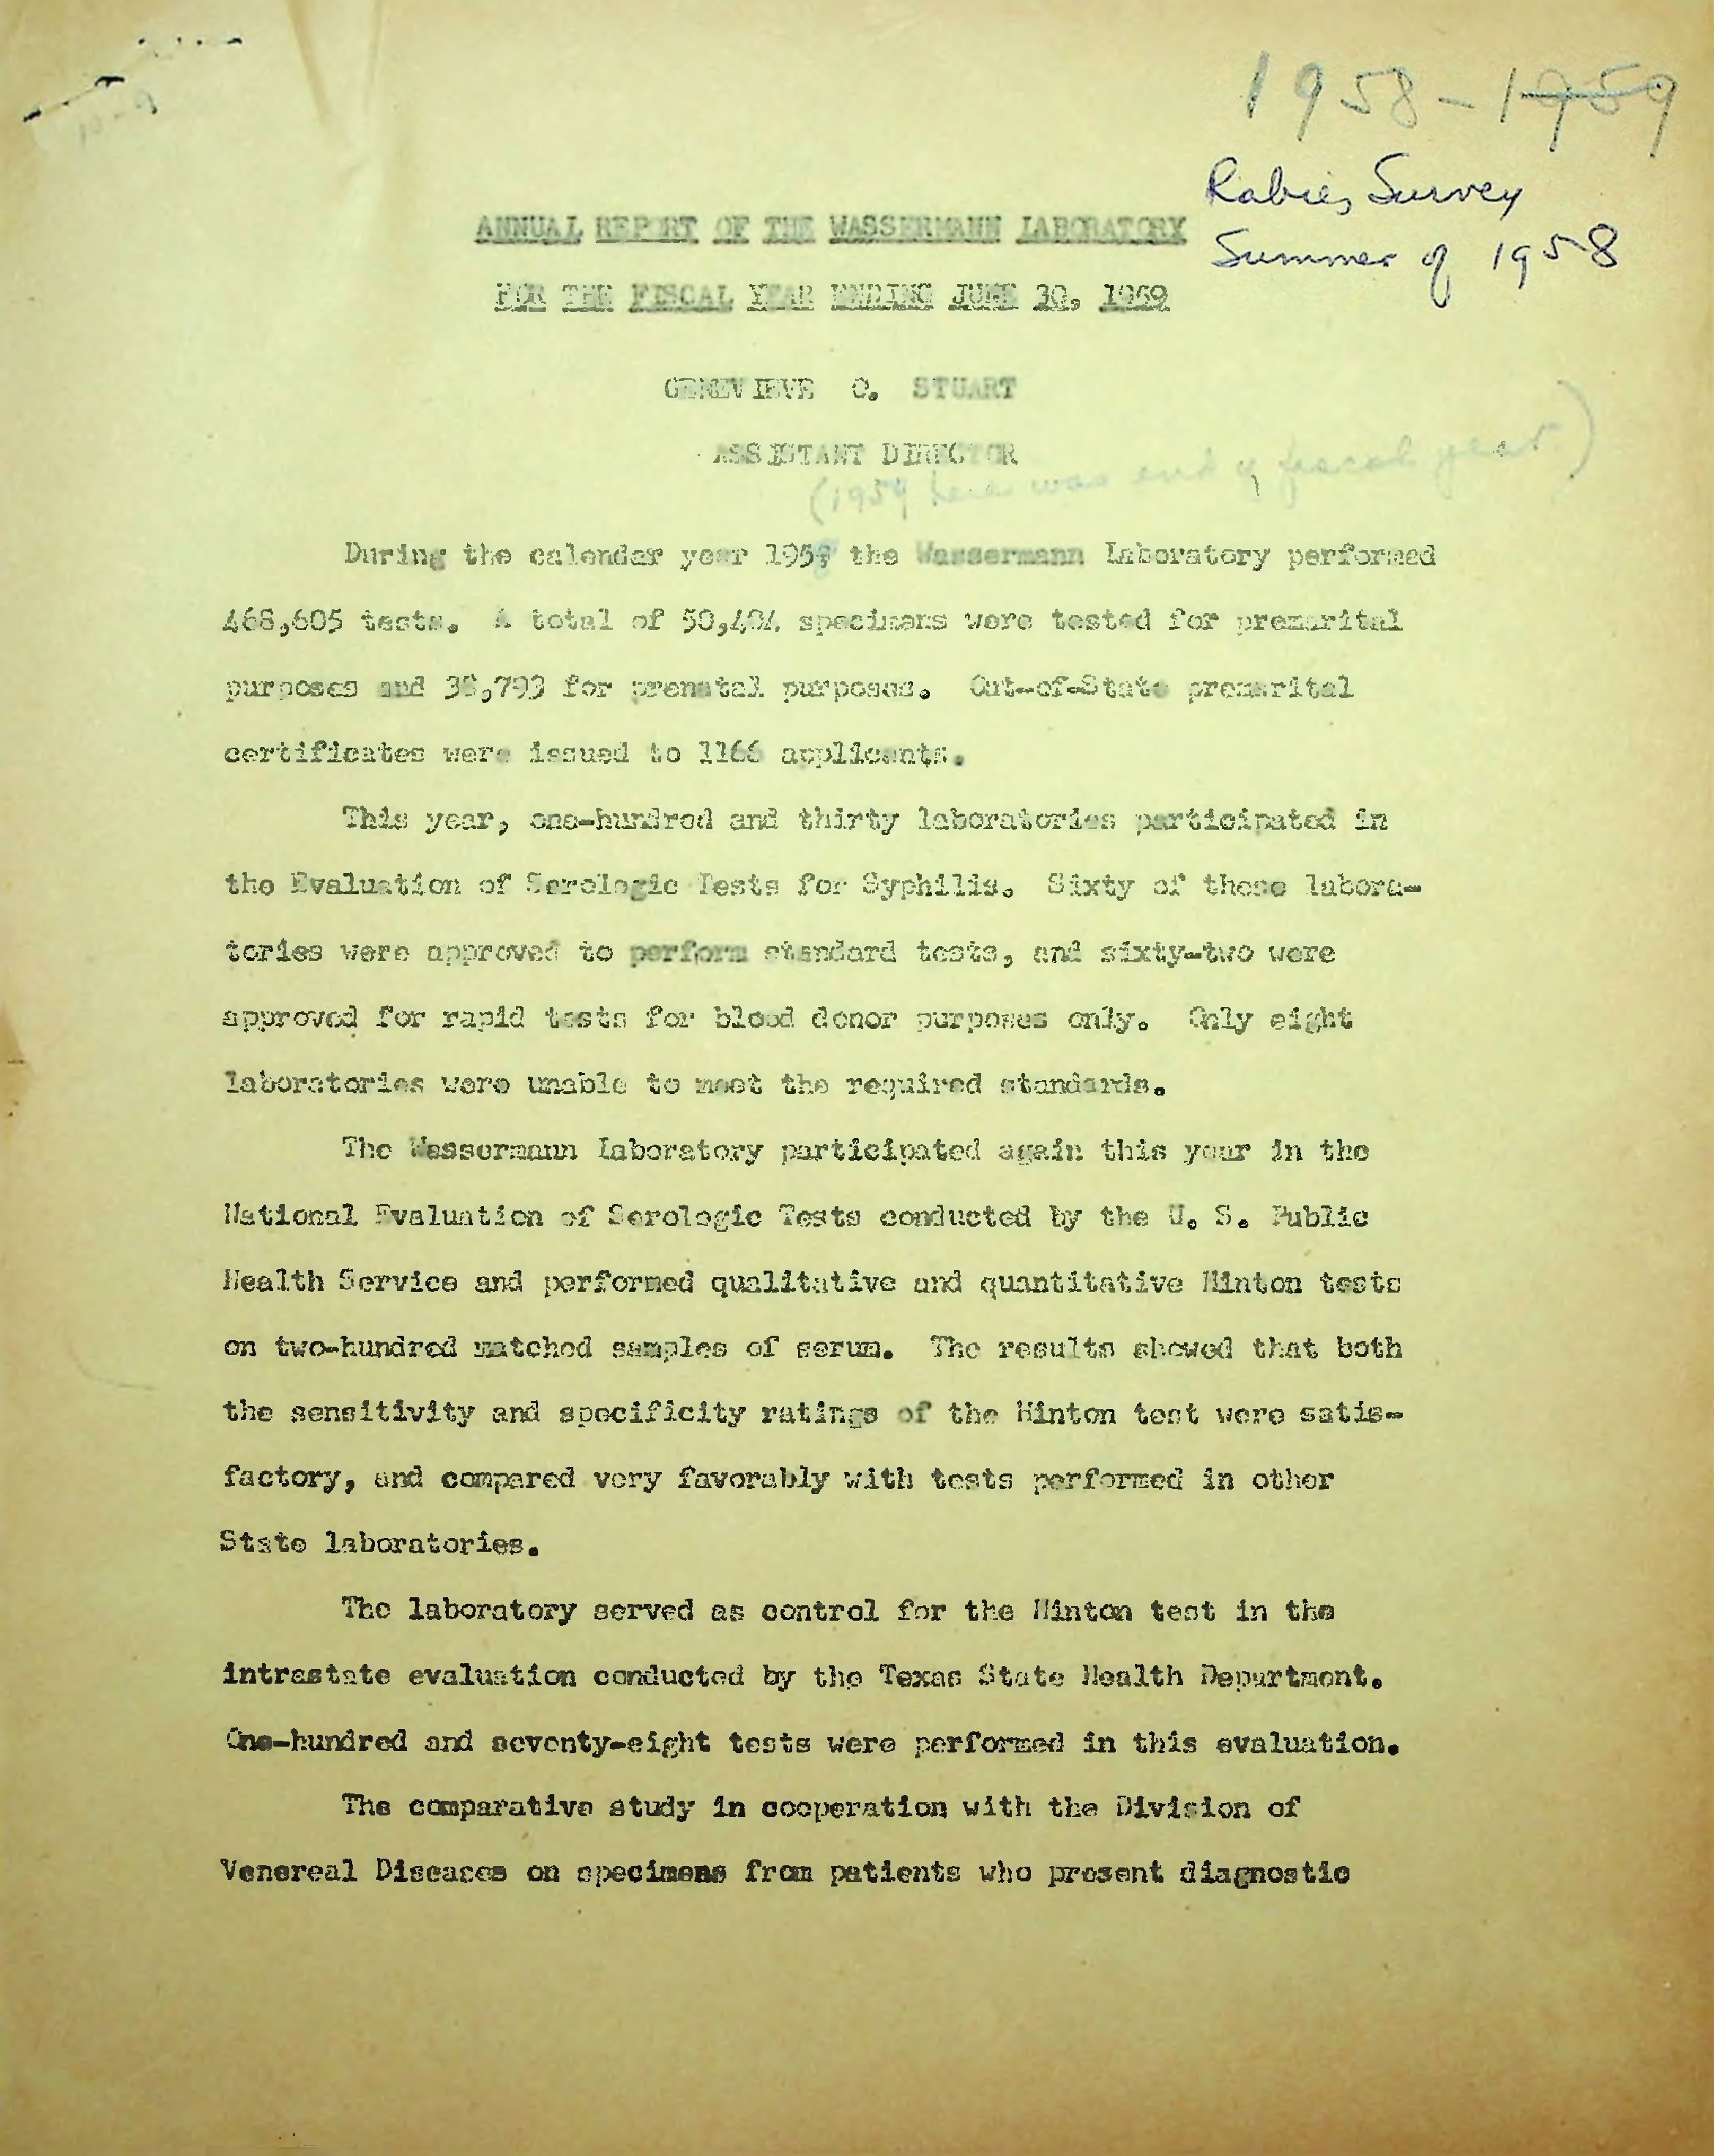 1958-1959
Rabies Survey
Summer of 1958
ANNUAL REPORT OF THE WASSERMANN LABORATORY
FOR THE FISCAL YEAR ENDING JUNE 30, 1959
GENEVIEVE O. STUART
ASSISTANT DIRECTOR
(1959 was end of fiscal year)
During the calendar year the Wassermann Laboratory performed
468,605 tests. A total of 50,404 specimens were tested for premarital
purposes and for prenatal purposes. Out-of-State premarital
certificates were issued to 1166 applicants.
This year, one-hundred and thirty laboratories participated in
the Evaluation of Serologic Tests for Syphilis. Sixty of these labora-
tories were approved to perform standard tests, and sixty-two were
approved for rapid tests for blood donor purposes only. Only eight
laboratories were unable to meet the required standards.
The Wassermann Laboratory participated again this year in the
National Evaluation of Serologic Tests conducted by the U. S. Public
Health Service and performed qualitative and quantitative Hinton tests
on two-hundred matched samples of serum. The results showed that both
the sensitivity and specificity ratings of the Hinton test were satis-
factory, and compared very favorably with tests performed in other
State laboratories.
The laboratory served as control for the Hinton test in the
intrastate evaluation conducted by the Texas State Health Department.
One-hundred and seventy-eight tests were performed in this evaluation.
The comparative study in cooperation with the Division of
Venereal Diseases on specimens from patients who present diagnostic